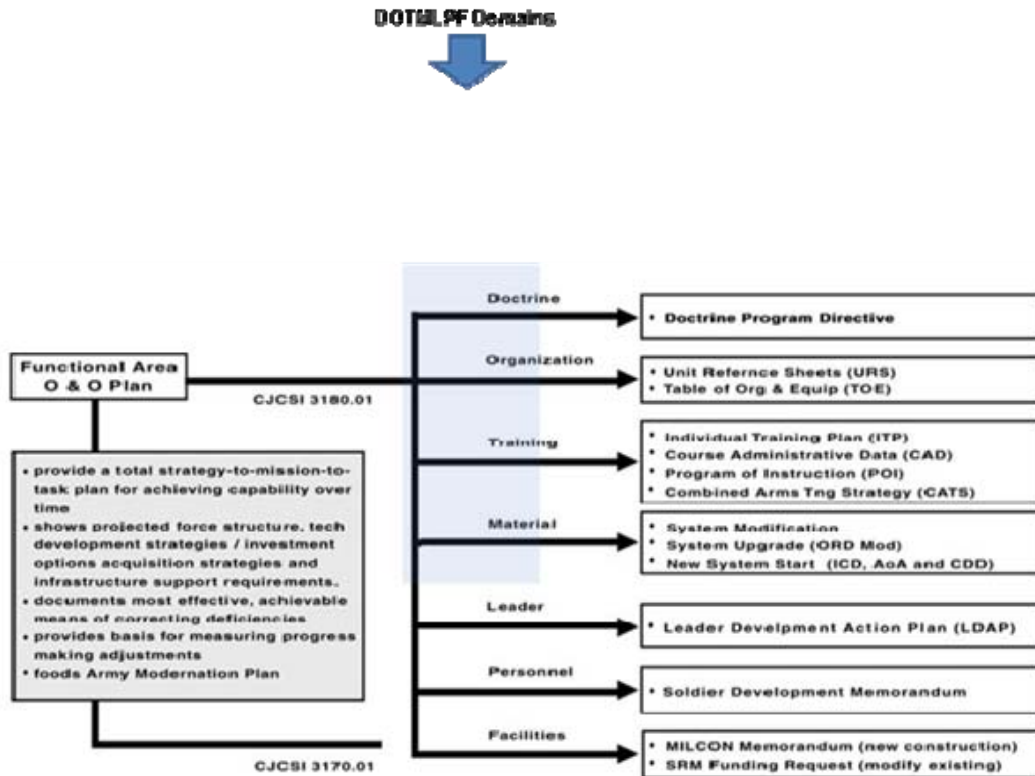 DOTMLPF Domains
Functional Area
O & O Plan
CJCSI 3180.01
• provide a total strategy-to-mission-to-
task plan for achieving capability over
time
• shows projected force structure, tech
development strategies / investment
options acquisition strategies and
infrastructure support requirements.
• documents most effective, achievable
means of correcting deficiencies
• provides basis for measuring progress
making adjustments
• foods Army Modernation Plan
CJCSI 3170.01
Doctrine
• Doctrine Program Directive
Organization
• Unit Refernce Sheets (URS)
• Table of Org & Equip (TOE)
Training
• Individual Training Plan (ITP)
• Course Administrative Data (CAD)
• Program of Instruction (POI)
• Combined Arms Tng Strategy (CATS)
Material
• System Modification
• System Upgrade (ORD Mod)
• New System Start (ICD, AoA and CDD)
Leader
• Leader Develpment Action Plan (LDAP)
Personnel
• Soldier Development Memorandum
Facilities
• MILCON Memorandum (new construction)
• SRM Funding Request (modify existing)